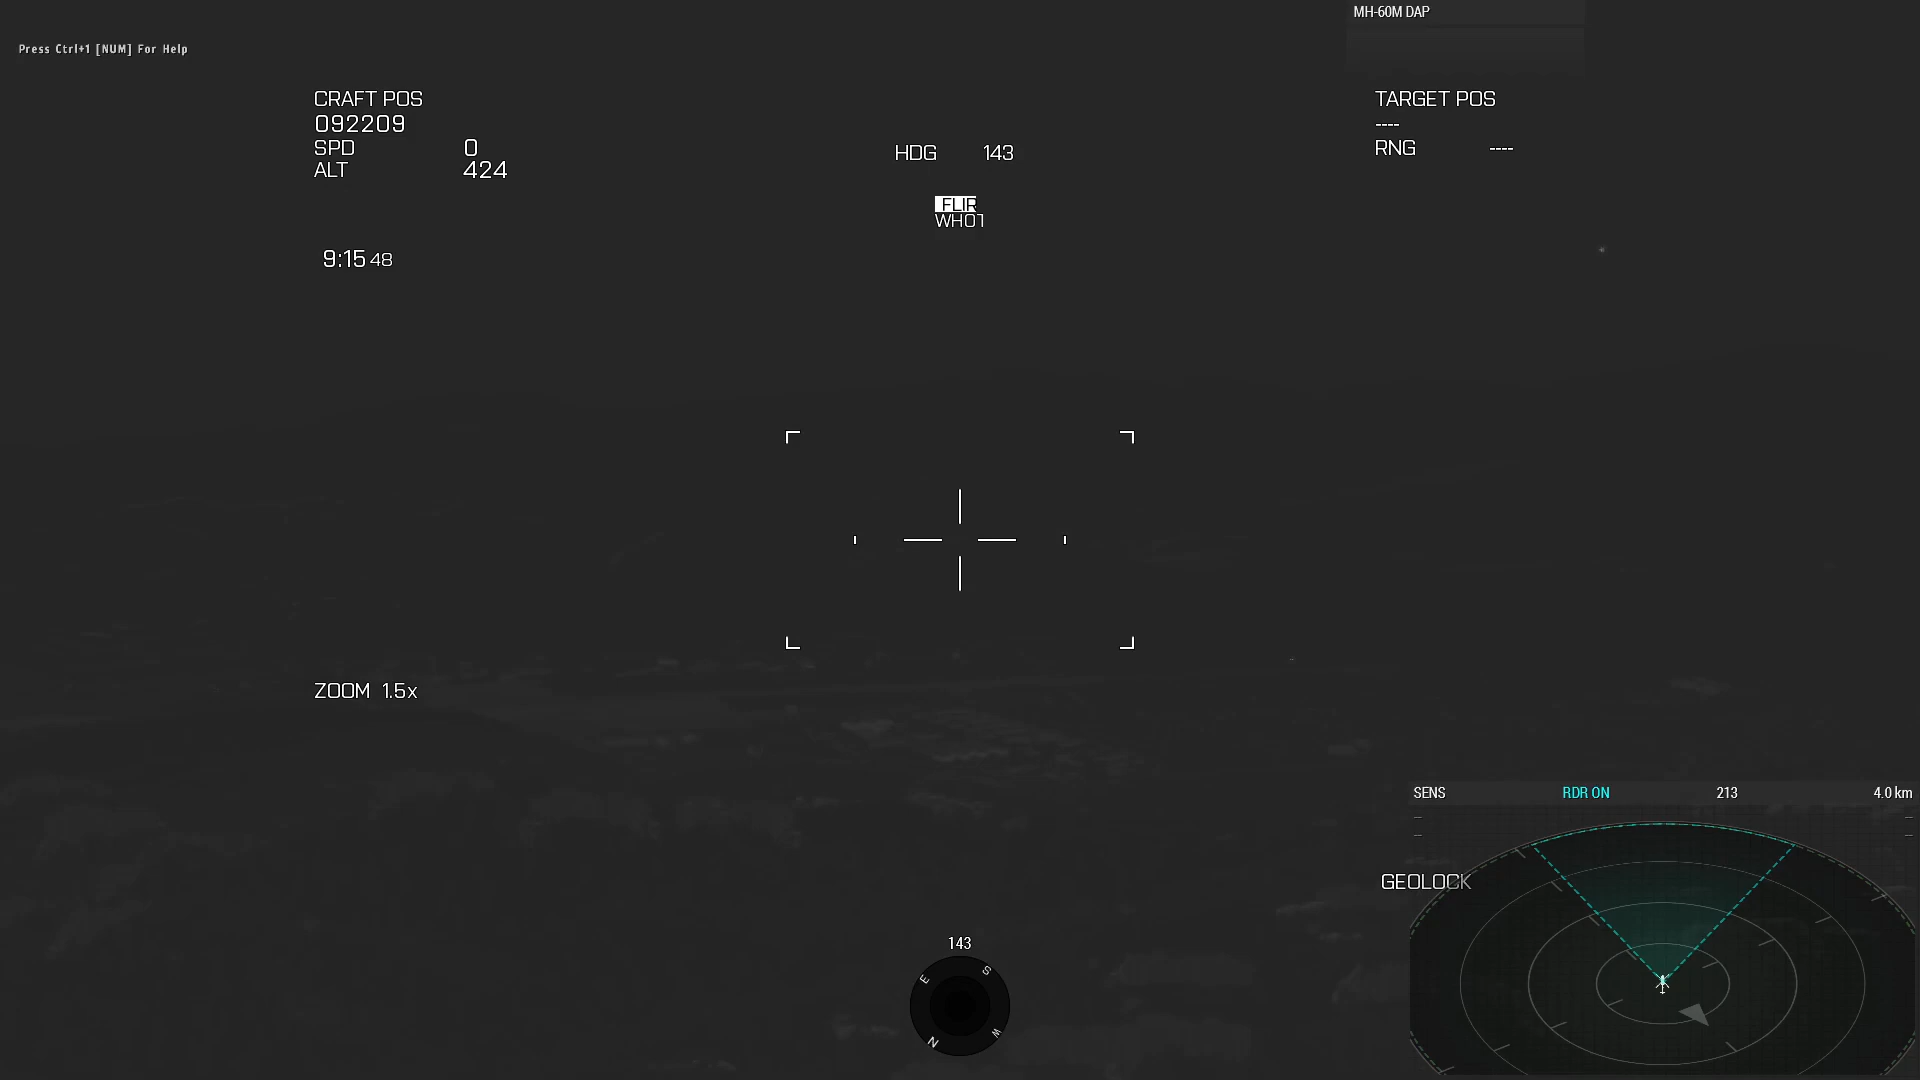 MH-60M DAP
Press Ctrl+1 [NUM] For Help
CRAFT POS
092209
SPD 0
ALT 424
HDG 143
TARGET POS
----
RNG ----
FLIR
WHOT
9:15 48
ZOOM 1.5x
SENS RDR ON 213 4.0 km
GEOLOCK
143
E S
N W